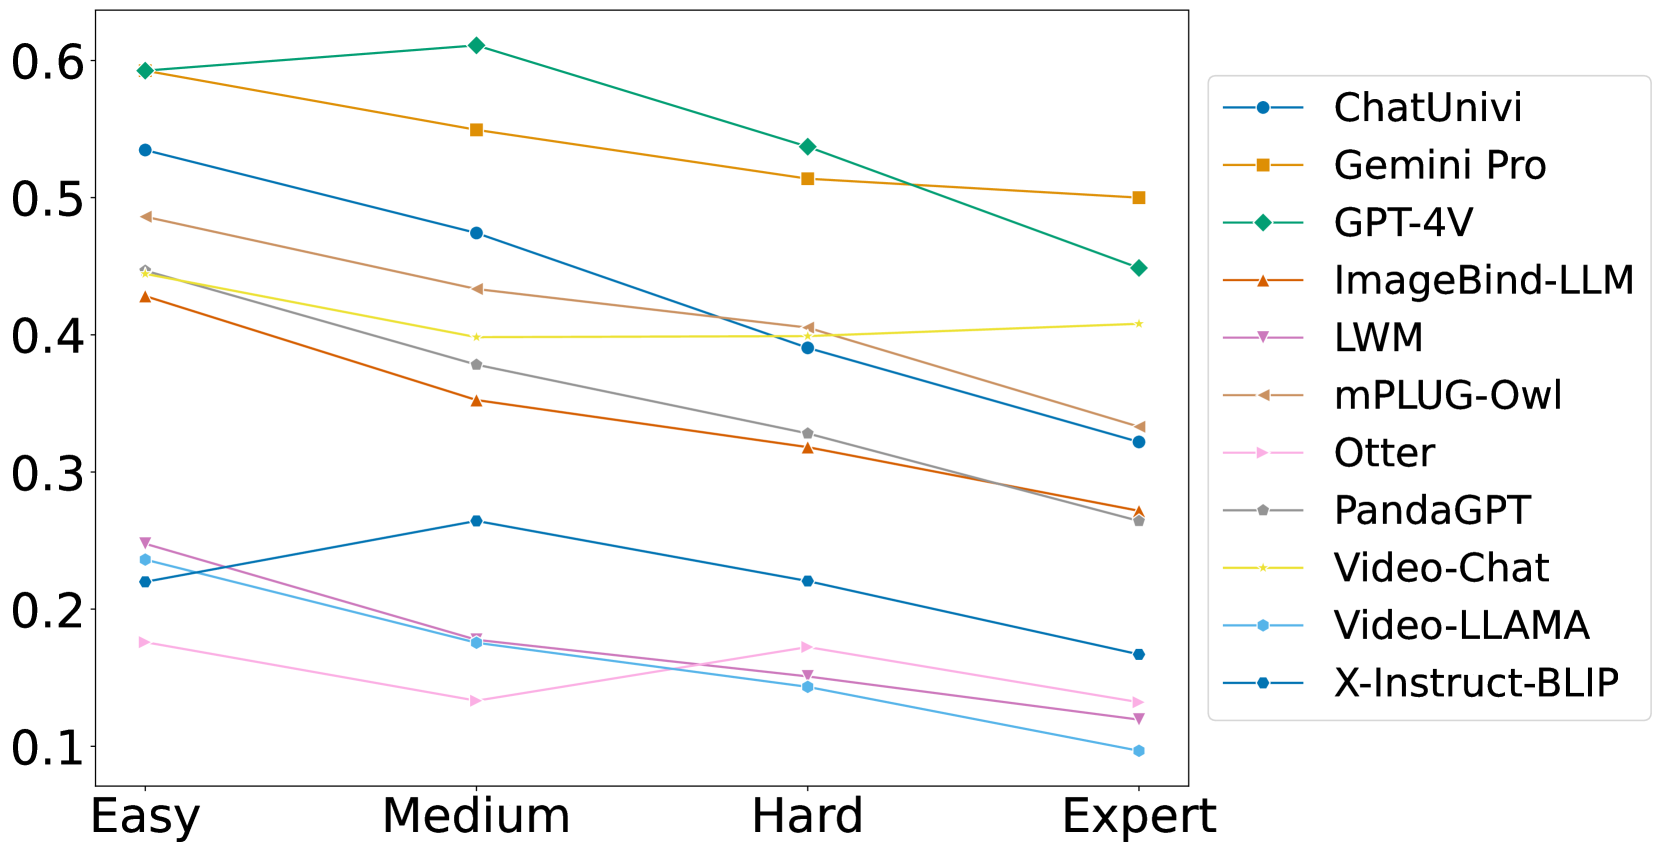 0.6
0.5
0.4
0.3
0.2
0.1
Easy Medium Hard Expert
ChatUnivi
Gemini Pro
GPT-4V
ImageBind-LLM
LWM
mPLUG-Owl
Otter
PandaGPT
Video-Chat
Video-LLAMA
X-Instruct-BLIP